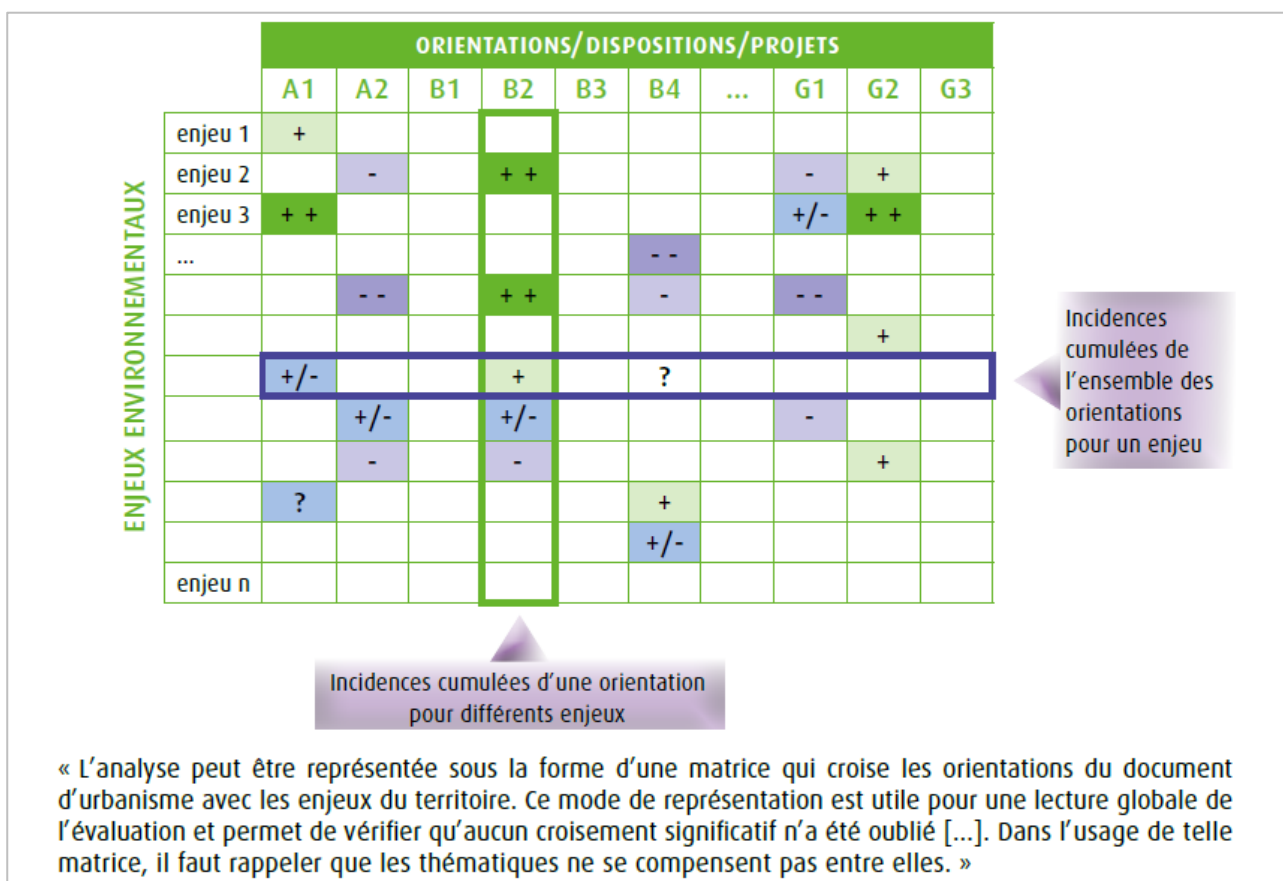 ORIENTATIONS/DISPOSITIONS/PROJETS
A1 A2 B1 B2 B3 B4 ... G1 G2 G3
ENJEUX ENVIRONNEMENTAUX
enjeu 1 +
enjeu 2 - + + - +
enjeu 3 + + +/- + +
... - -
- - + + - - -
+
+/- + ?
+/- +/- -
- - +
? +
+/-
enjeu n
Incidences
cumulées de
l'ensemble des
orientations
pour un enjeu
Incidences cumulées d'une orientation
pour différents enjeux
« L'analyse peut être représentée sous la forme d'une matrice qui croise les orientations du document
d'urbanisme avec les enjeux du territoire. Ce mode de représentation est utile pour une lecture globale de
l'évaluation et permet de vérifier qu'aucun croisement significatif n'a été oublié [...]. Dans l'usage de telle
matrice, il faut rappeler que les thématiques ne se compensent pas entre elles. »